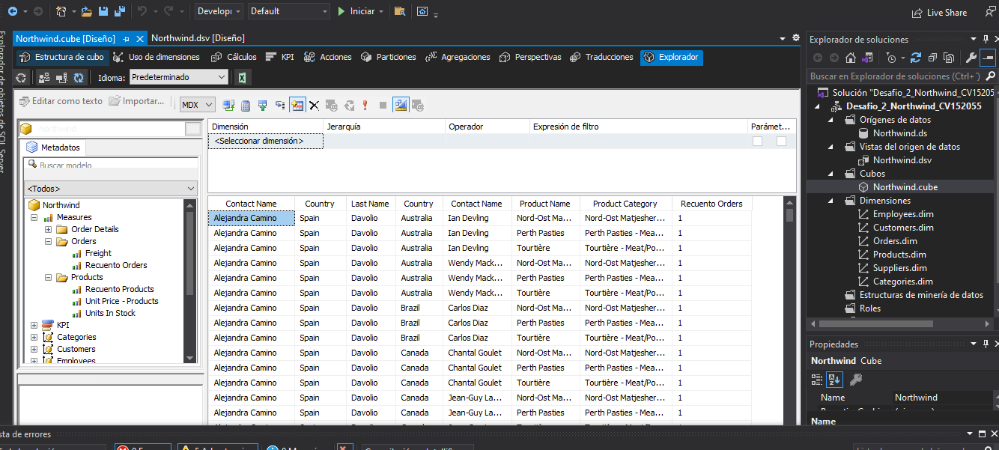 Developi
Default
Iniciar
Live Share
Northwind.cube [Diseño]
Northwind.dsv [Diseño]
Estructura de cubo
Uso de dimensiones
Cálculos
KPI
Acciones
Particiones
Agregaciones
Perspectivas
Traducciones
Explorador
Idioma: Predeterminado
Editar como texto
Importar...
MDX
Explorador de objetos de SQL Server
Northwind
Metadatos
Buscar modelo
<Todos>
Northwind
Measures
Order Details
Orders
Freight
Recuento Orders
Products
Recuento Products
Unit Price - Products
Units In Stock
KPI
Categories
Customers
Employees
Dimensión Jerarquía Operador Expresión de filtro Parámet...
<Seleccionar dimensión>
Contact Name Country Last Name Country Contact Name Product Name Product Category Recuento Orders
Alejandra Camino Spain Davolio Australia Ian Devling Nord-Ost Ma... Nord-Ost Matjesher... 1
Alejandra Camino Spain Davolio Australia Ian Devling Perth Pasties Perth Pasties - Mea... 1
Alejandra Camino Spain Davolio Australia Ian Devling Tourtière Tourtière - Meat/Po... 1
Alejandra Camino Spain Davolio Australia Wendy Mack... Nord-Ost Ma... Nord-Ost Matjesher... 1
Alejandra Camino Spain Davolio Australia Wendy Mack... Perth Pasties Perth Pasties - Mea... 1
Alejandra Camino Spain Davolio Australia Wendy Mack... Tourtière Tourtière - Meat/Po... 1
Alejandra Camino Spain Davolio Brazil Carlos Diaz Nord-Ost Ma... Nord-Ost Matjesher... 1
Alejandra Camino Spain Davolio Brazil Carlos Diaz Perth Pasties Perth Pasties - Mea... 1
Alejandra Camino Spain Davolio Brazil Carlos Diaz Tourtière Tourtière - Meat/Po... 1
Alejandra Camino Spain Davolio Canada Chantal Goulet Nord-Ost Ma... Nord-Ost Matjesher... 1
Alejandra Camino Spain Davolio Canada Chantal Goulet Perth Pasties Perth Pasties - Mea... 1
Alejandra Camino Spain Davolio Canada Chantal Goulet Tourtière Tourtière - Meat/Po... 1
Alejandra Camino Spain Davolio Canada Jean-Guy La... Nord-Ost Ma... Nord-Ost Matjesher... 1
Alejandra Camino Spain Davolio Canada Jean-Guy La... Perth Pasties Perth Pasties - Mea... 1
Explorador de soluciones
Buscar en Explorador de soluciones (Ctrl+´)
Solución "Desafio_2_Northwind_CV152055
Desafio_2_Northwind_CV152055
Orígenes de datos
Northwind.ds
Vistas del origen de datos
Northwind.dsv
Cubos
Northwind.cube
Dimensiones
Employees.dim
Customers.dim
Orders.dim
Products.dim
Suppliers.dim
Categories.dim
Estructuras de minería de datos
Roles
Propiedades
Northwind Cube
Name Northwind
Name
sta de errores